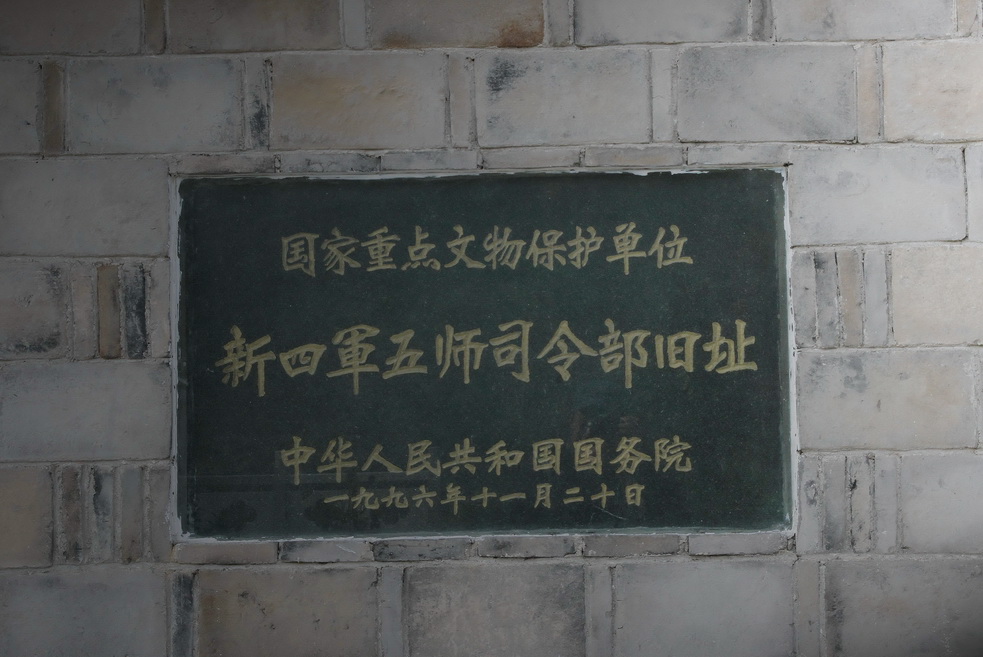 国家重点文物保护单位
新四軍五师司令部旧址
中华人民共和国国务院
一九九六年十一月二十日